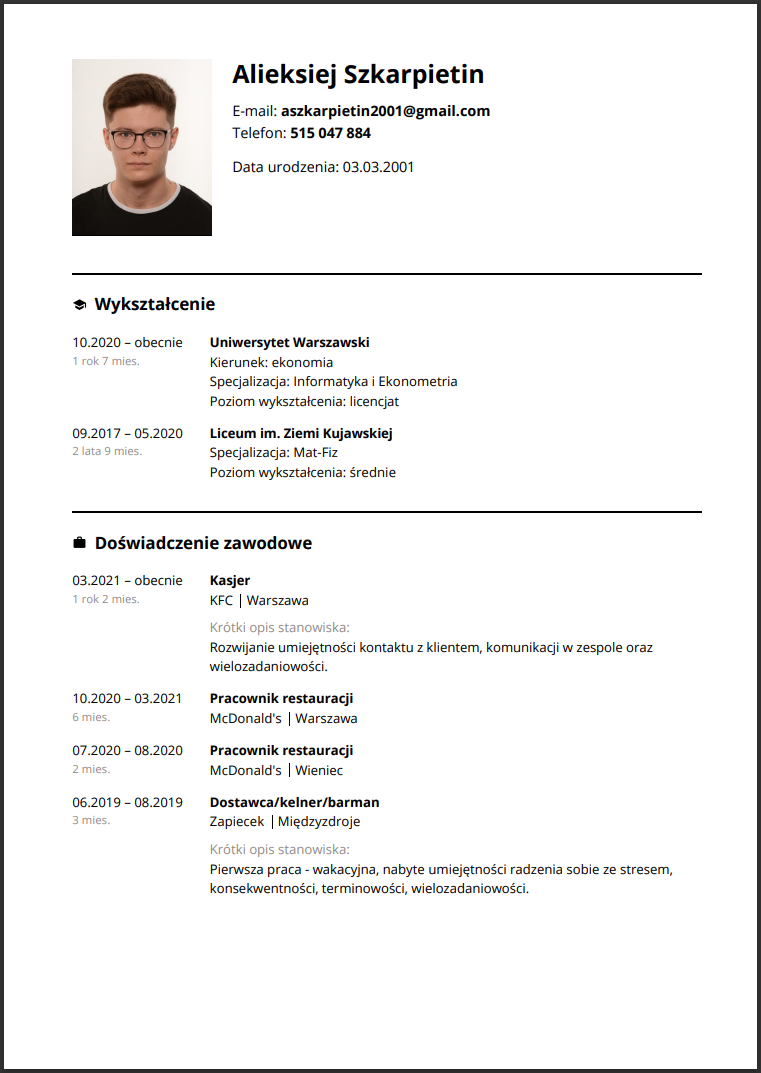 Alieksiej Szkarpietin
E-mail: aszkarpietin2001@gmail.com
Telefon: 515 047 884
Data urodzenia: 03.03.2001
Wykształcenie
10.2020 – obecnie
1 rok 7 mies.
Uniwersytet Warszawski
Kierunek: ekonomia
Specjalizacja: Informatyka i Ekonometria
Poziom wykształcenia: licencjat
09.2017 – 05.2020
2 lata 9 mies.
Liceum im. Ziemi Kujawskiej
Specjalizacja: Mat-Fiz
Poziom wykształcenia: średnie
Doświadczenie zawodowe
03.2021 – obecnie
1 rok 2 mies.
Kasjer
KFC | Warszawa
Krótki opis stanowiska:
Rozwijanie umiejętności kontaktu z klientem, komunikacji w zespole oraz
wielozadaniowości.
10.2020 – 03.2021
6 mies.
Pracownik restauracji
McDonald's | Warszawa
07.2020 – 08.2020
2 mies.
Pracownik restauracji
McDonald's | Wieniec
06.2019 – 08.2019
3 mies.
Dostawca/kelner/barman
Zapiecek | Międzyzdroje
Krótki opis stanowiska:
Pierwsza praca - wakacyjna, nabyte umiejętności radzenia sobie ze stresem,
konsekwentności, terminowości, wielozadaniowości.